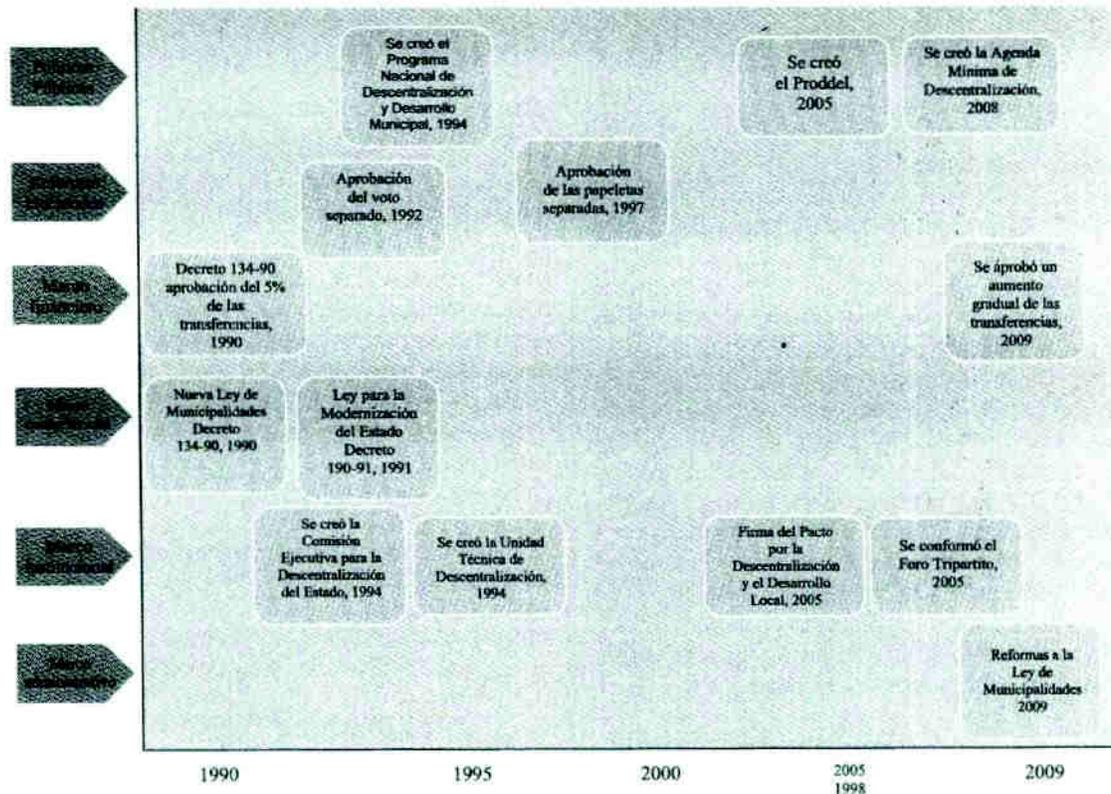 Se creó el
Programa
Nacional de
Descentralización
y Desarrollo
Municipal, 1994
Se creó
el Proddel,
2005
Se creó la Agenda
Mínima de
Descentralización,
2008
Aprobación
del voto
separado, 1992
Aprobación
de las papeletas
separadas, 1997
Marco
financiero
Decreto 134-90
aprobación del 5%
de las
transferencias,
1990
Se áprobó un
aumento
gradual de las
transferencias,
2009
Nueva Ley de
Municipalidades
Decreto
134-90, 1990
Ley para la
Modernización
del Estado
Decreto
190-91, 1991
Marco
institucional
Se creó la
Comisión
Ejecutiva para la
Descentralización
del Estado, 1994
Se creó la Unidad
Técnica de
Descentralización,
1994
Firma del Pacto
por la
Descentralización
y el Desarrollo
Local, 2005
Se conformó el
Foro Tripartito,
2005
Marco
Reformas a la
Ley de
Municipalidades
2009
1990
1995
2000
2005
1998
2009